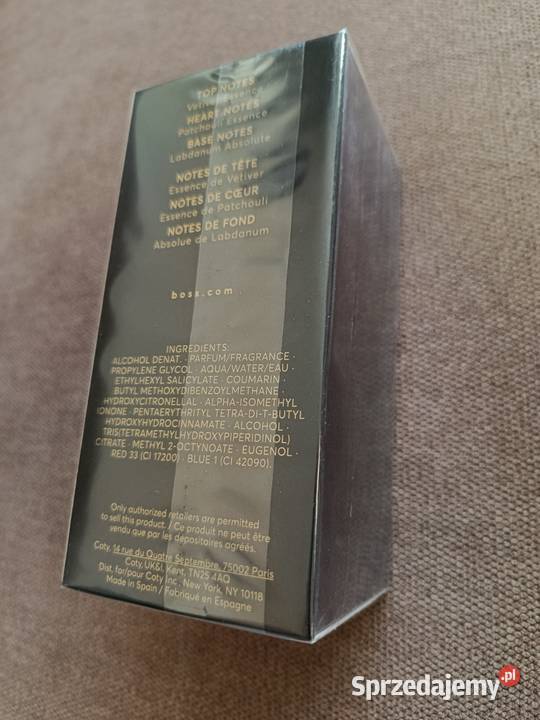 TOP NOTES
Vetiver Essence
HEART NOTES
Patchouli Essence
BASE NOTES
Labdanum Absolute
NOTES DE TÊTE
Essence de Vetiver
NOTES DE CŒUR
Essence de Patchouli
NOTES DE FOND
Absolue de Labdanum
boss.com
INGREDIENTS:
ALCOHOL DENAT. · PARFUM/FRAGRANCE ·
PROPYLENE GLYCOL · AQUA/WATER/EAU ·
ETHYLHEXYL SALICYLATE · COUMARIN ·
BUTYL METHOXYDIBENZOYLMETHANE ·
HYDROXYCITRONELLAL · ALPHA-ISOMETHYL
IONONE · PENTAERYTHRITYL TETRA-DI-T-BUTYL
HYDROXYHYDROCINNAMATE · ALCOHOL ·
TRIS(TETRAMETHYLHYDROXYPIPERIDINOL)
CITRATE · METHYL 2-OCTYNOATE · EUGENOL ·
RED 33 (CI 17200) · BLUE 1 (CI 42090).
Only authorized retailers are permitted
to sell this product. / Ce produit ne peut être
vendu que par les dépositaires agréés.
Coty, 14 rue du Quatre Septembre, 75002 Paris
Coty, UK&I, Kent, TN25 4AQ
Dist. for/pour Coty Inc., New York, NY 10118
Made in Spain / Fabriqué en Espagne
Sprzedajemy.pl